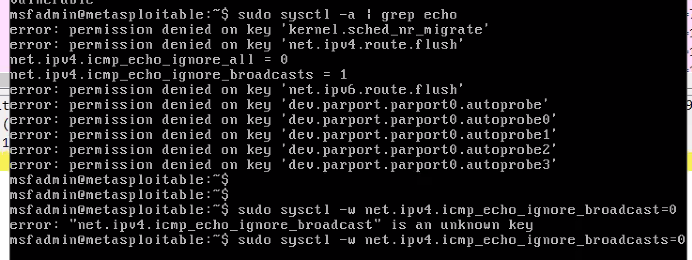 vulnerable
msfadmin@metasploitable:~$ sudo sysctl -a | grep echo
error: permission denied on key 'kernel.sched_nr_migrate'
error: permission denied on key 'net.ipv4.route.flush'
net.ipv4.icmp_echo_ignore_all = 0
net.ipv4.icmp_echo_ignore_broadcasts = 1
error: permission denied on key 'net.ipv6.route.flush'
error: permission denied on key 'dev.parport.parport0.autoprobe'
error: permission denied on key 'dev.parport.parport0.autoprobe0'
error: permission denied on key 'dev.parport.parport0.autoprobe1'
error: permission denied on key 'dev.parport.parport0.autoprobe2'
error: permission denied on key 'dev.parport.parport0.autoprobe3'
msfadmin@metasploitable:~$
msfadmin@metasploitable:~$
msfadmin@metasploitable:~$ sudo sysctl -w net.ipv4.icmp_echo_ignore_broadcast=0
error: "net.ipv4.icmp_echo_ignore_broadcast" is an unknown key
msfadmin@metasploitable:~$ sudo sysctl -w net.ipv4.icmp_echo_ignore_broadcasts=0